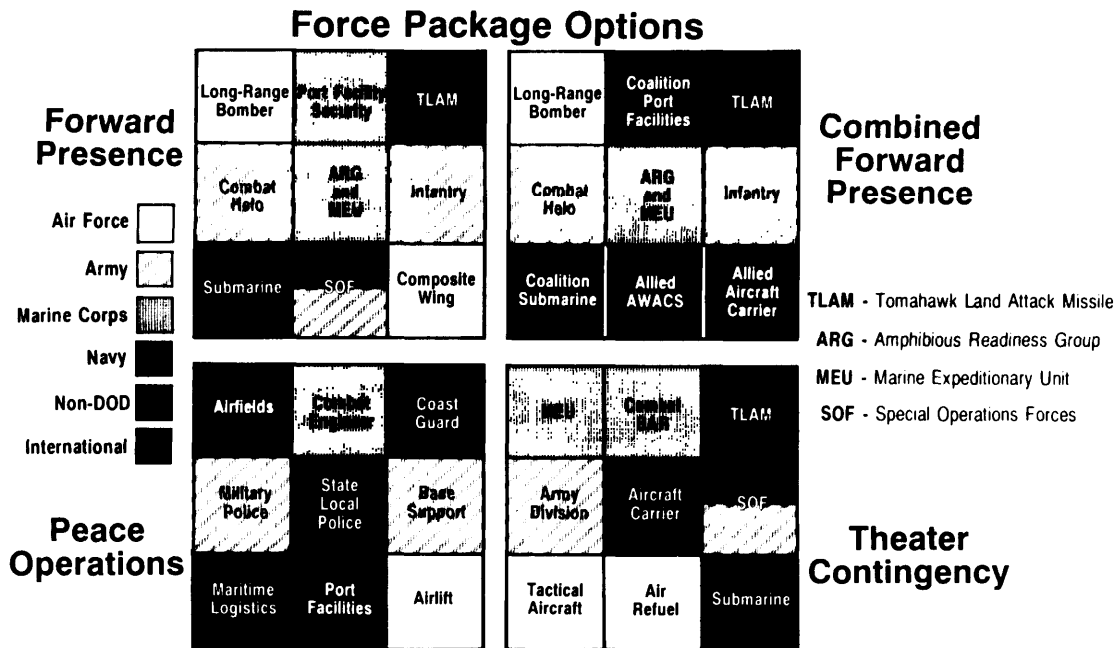 Force Package Options
Forward
Presence
Long-Range
Bomber
Port Facility
Security
TLAM
Combat
Helo
ARG
and
MEU
Infantry
Submarine
SOF
Composite
Wing
Long-Range
Bomber
Coalition
Port
Facilities
TLAM
Combat
Helo
ARG
and
MEU
Infantry
Coalition
Submarine
Allied
AWACS
Allied
Aircraft
Carrier
Combined
Forward
Presence
Air Force
Army
Marine Corps
Navy
Non-DOD
International
TLAM - Tomahawk Land Attack Missile
ARG - Amphibious Readiness Group
MEU - Marine Expeditionary Unit
SOF - Special Operations Forces
Peace
Operations
Airfields
Combat
Engineer
Coast
Guard
Military
Police
State
Local
Police
Base
Support
Maritime
Logistics
Port
Facilities
Airlift
MEU
Combat
SAR
TLAM
Army
Division
Aircraft
Carrier
SOF
Tactical
Aircraft
Air
Refuel
Submarine
Theater
Contingency